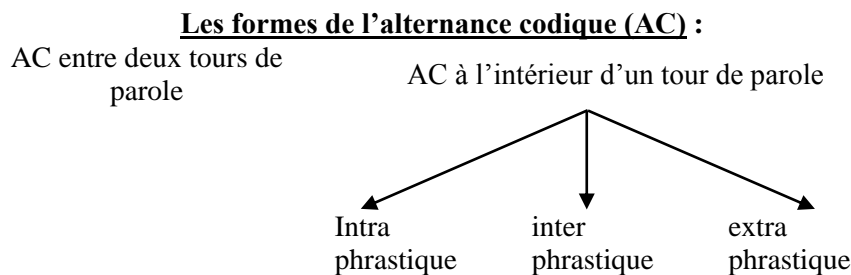 Les formes de l’alternance codique (AC) :
AC entre deux tours de
parole
AC à l’intérieur d’un tour de parole
Intra
phrastique
inter
phrastique
extra
phrastique